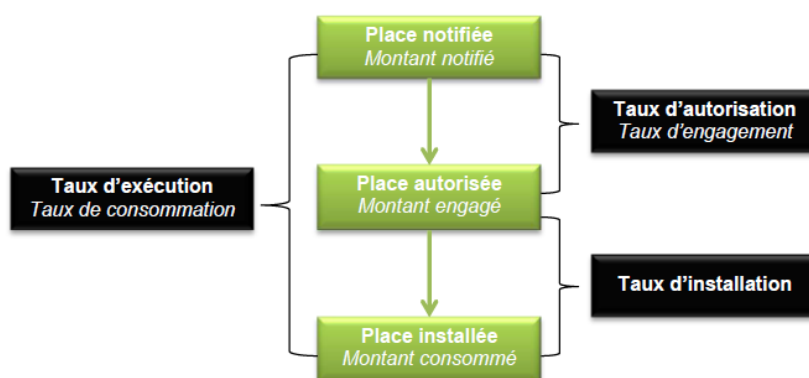 Place notifiée
Montant notifié
Taux d'autorisation
Taux d'engagement
Taux d'exécution
Taux de consommation
Place autorisée
Montant engagé
Taux d'installation
Place installée
Montant consommé